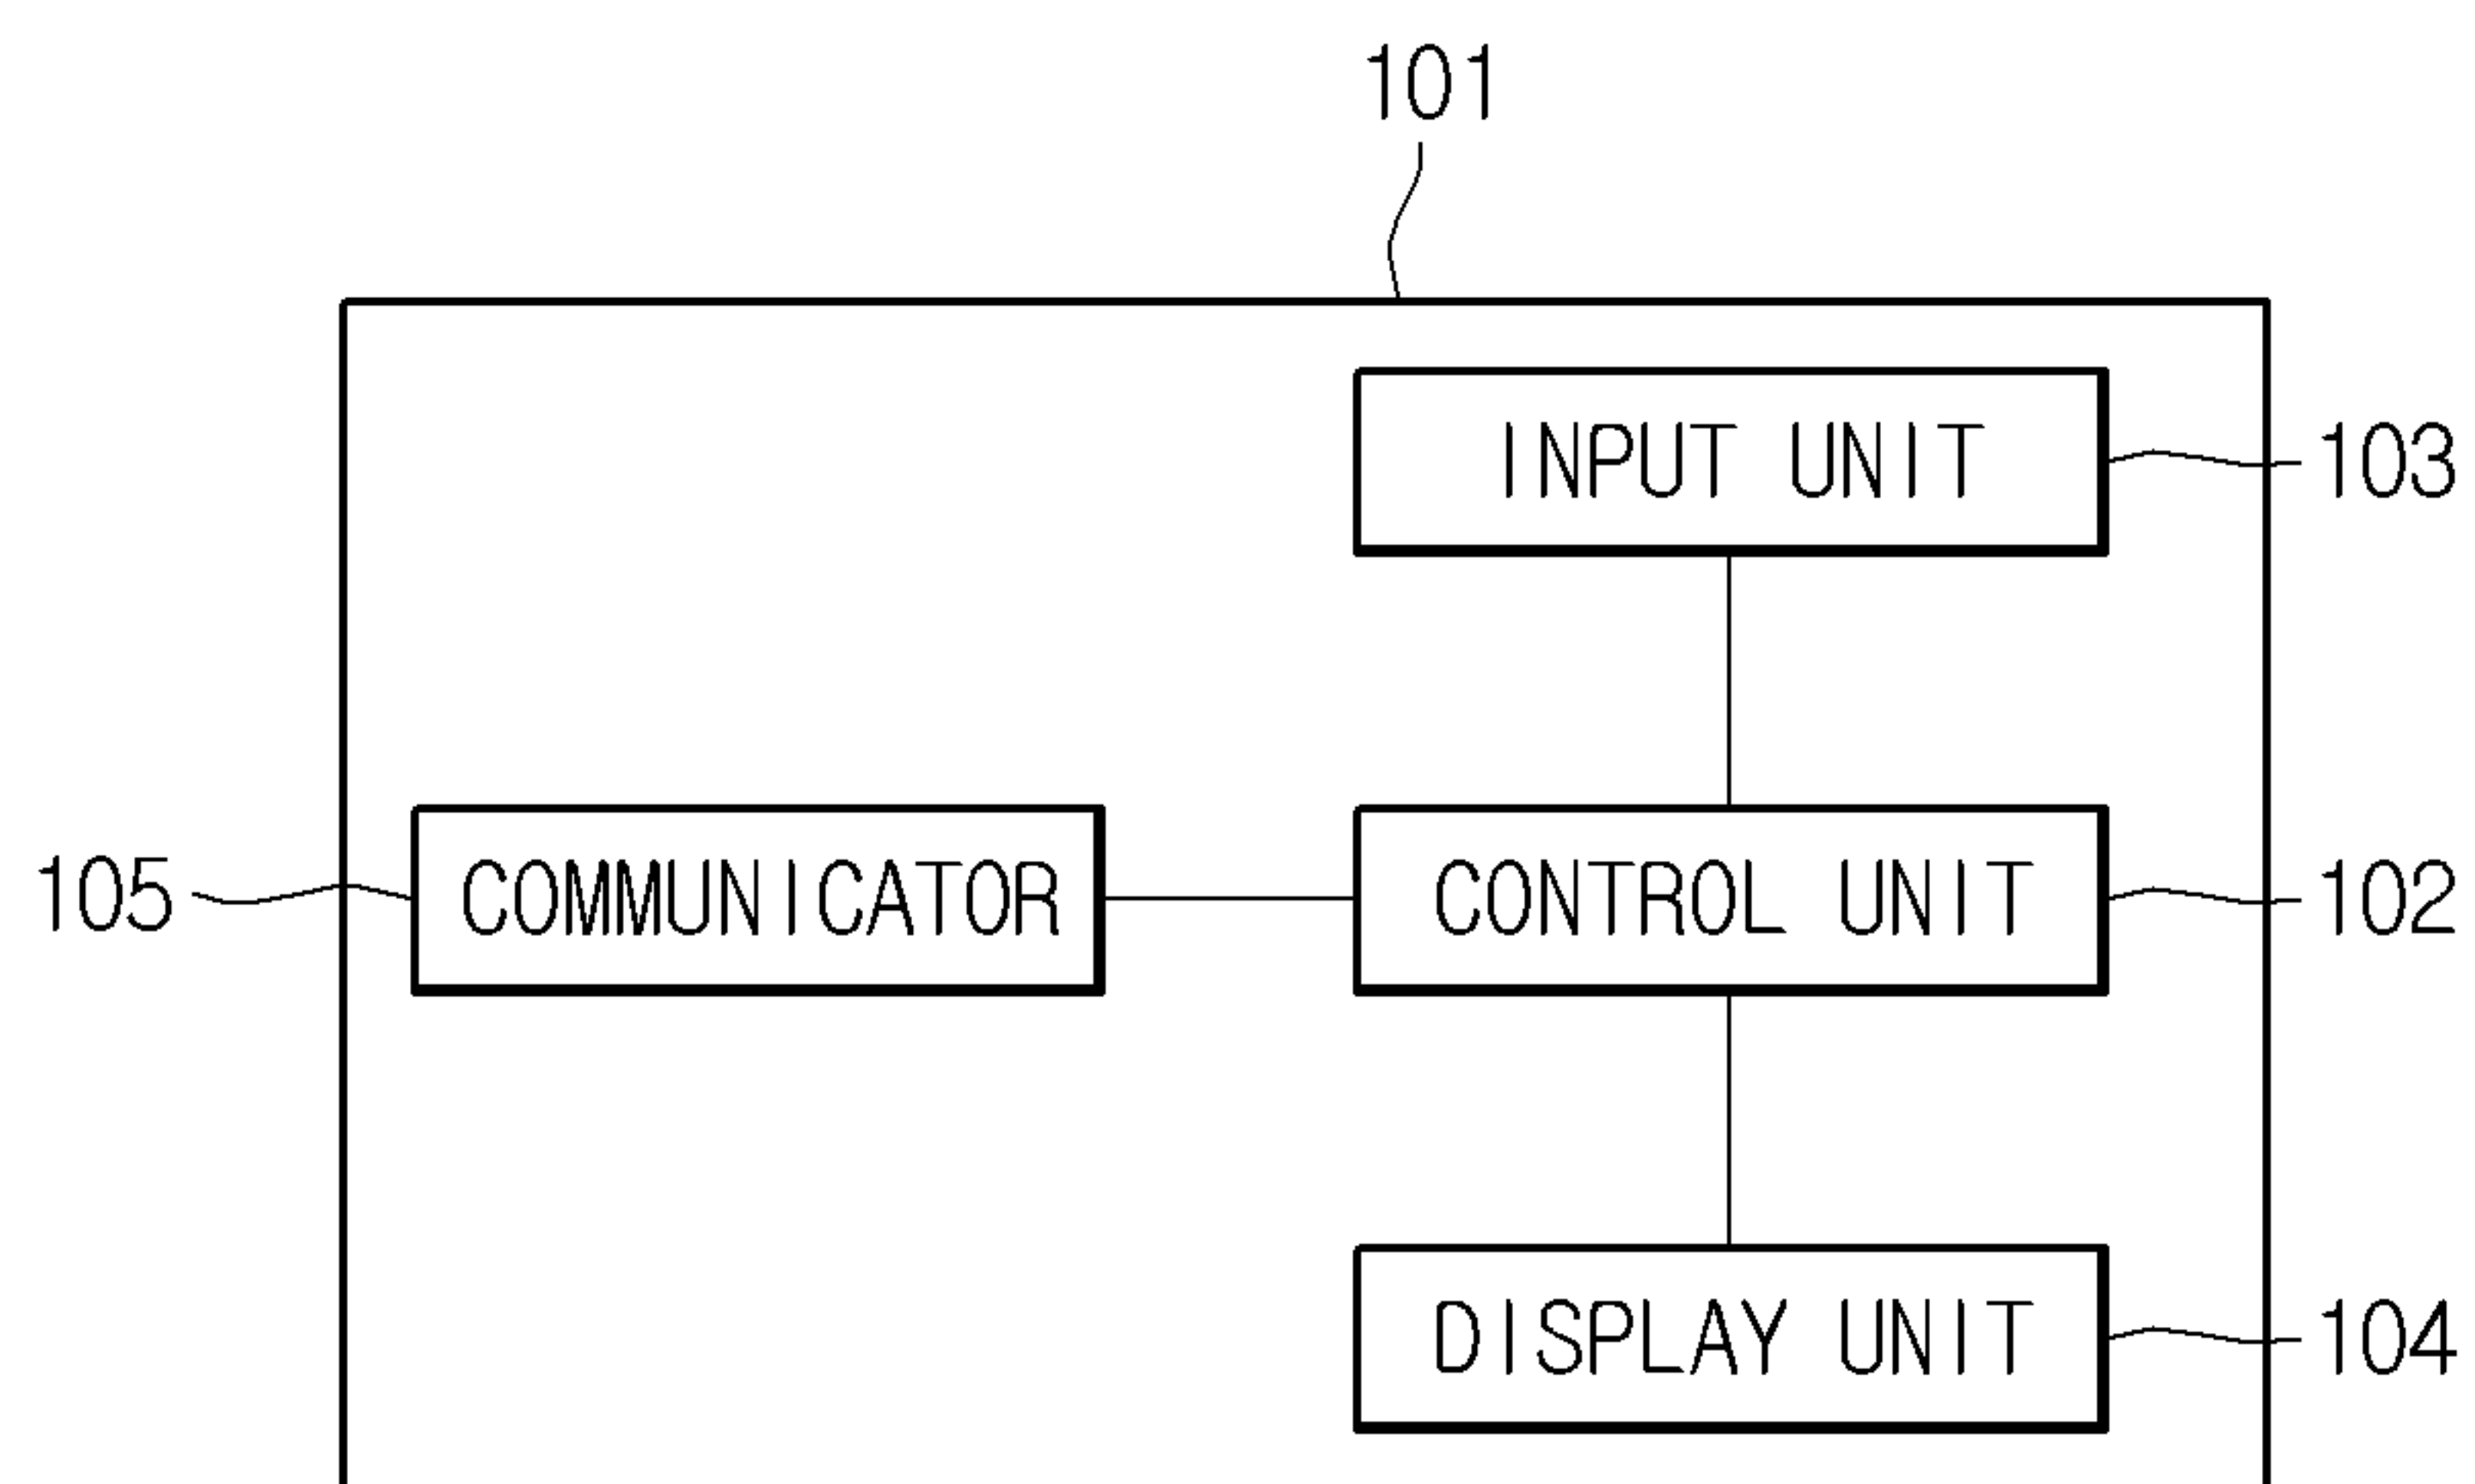 101
INPUT UNIT
103
105
COMMUNICATOR
CONTROL UNIT
102
DISPLAY UNIT
104